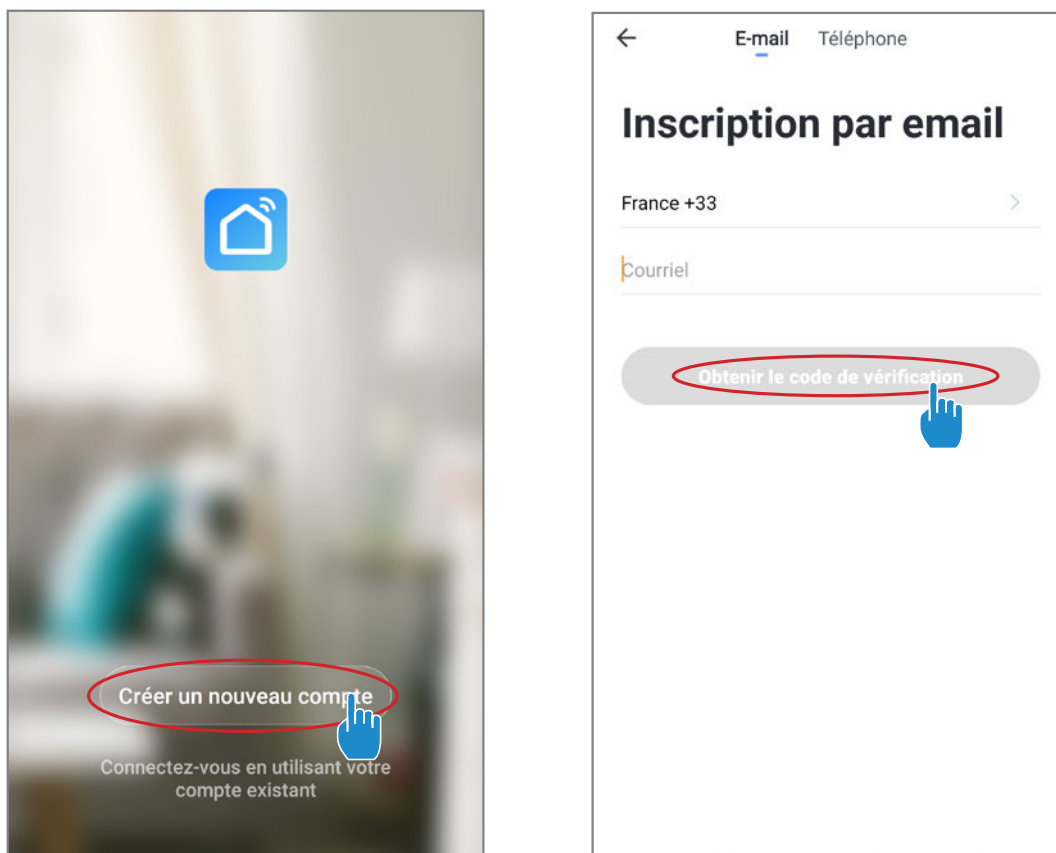 Créer un nouveau compte
Connectez-vous en utilisant votre
compte existant
E-mail Téléphone
Inscription par email
France +33
Courriel
Obtenir le code de vérification